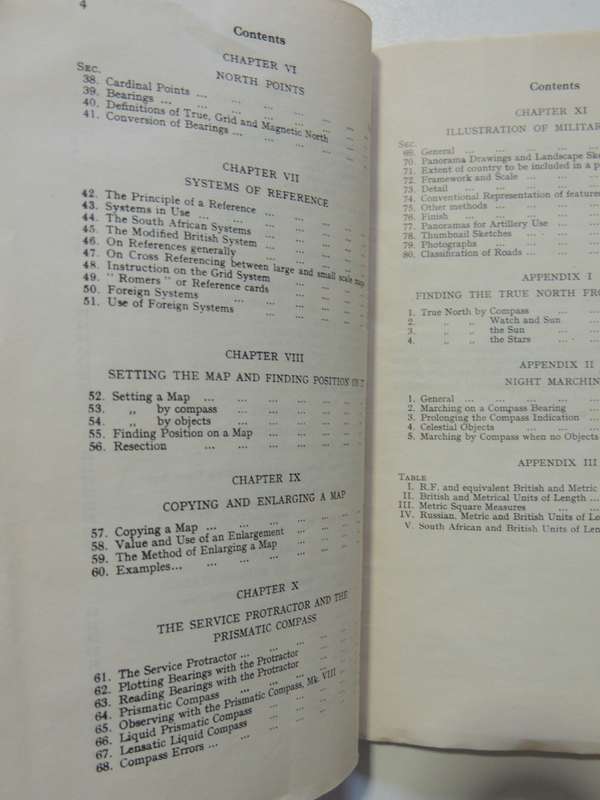 4
Contents
CHAPTER VI
NORTH POINTS
SEC.
38. Cardinal Points ... ... ... ... ...
39. Bearings ... ... ... ... ... ...
40. Definitions of True, Grid and Magnetic North ... ...
41. Conversion of Bearings ... ... ... ...
CHAPTER VII
SYSTEMS OF REFERENCE
42. The Principle of a Reference ... ... ...
43. Systems in Use ... ... ... ...
44. The South African Systems ... ... ...
45. The Modified British System ... ... ...
46. On References generally ... ... ...
47. On Cross Referencing between large and small scale maps
48. Instruction on the Grid System ... ... ...
49. "Romers" or Reference cards ... ... ...
50. Foreign Systems ... ... ... ...
51. Use of Foreign Systems ... ... ...
CHAPTER VIII
SETTING THE MAP AND FINDING POSITION ON IT
52. Setting a Map ... ... ... ... ...
53. „ by compass ... ... ... ...
54. „ by objects ... ... ... ...
55. Finding Position on a Map ... ... ... ...
56. Resection ... ... ... ... ...
CHAPTER IX
COPYING AND ENLARGING A MAP
57. Copying a Map ... ... ... ... ...
58. Value and Use of an Enlargement ... ... ...
59. The Method of Enlarging a Map ... ... ...
60. Examples... ... ... ... ... ...
CHAPTER X
THE SERVICE PROTRACTOR AND THE
PRISMATIC COMPASS
61. The Service Protractor ... ... ... ...
62. Plotting Bearings with the Protractor ... ...
63. Reading Bearings with the Protractor ... ...
64. Prismatic Compass ... ... ... ...
65. Observing with the Prismatic Compass, Mk. VIII ...
66. Liquid Prismatic Compass ... ... ...
67. Lensatic Liquid Compass ... ... ...
68. Compass Errors ... ... ... ...
Contents
CHAPTER XI
ILLUSTRATION OF MILITAR
SEC.
69. General ... ... ... ... ...
70. Panorama Drawings and Landscape Ske
71. Extent of country to be included in a p
72. Framework and Scale ... ... ...
73. Detail ... ... ... ... ...
74. Conventional Representation of features
75. Other methods ... ... ... ...
76. Finish ... ... ... ... ...
77. Panoramas for Artillery Use ... ...
78. Thumbnail Sketches ... ... ...
79. Photographs ... ... ... ...
80. Classification of Roads ... ... ...
APPENDIX I
FINDING THE TRUE NORTH FRO
1. True North by Compass ... ...
2. „ „ Watch and Sun ... ...
3. „ „ the Sun ... ...
4. „ „ the Stars ... ...
APPENDIX II
NIGHT MARCHIN
1. General ... ... ... ... ...
2. Marching on a Compass Bearing ... ...
3. Prolonging the Compass Indication ... ...
4. Celestial Objects ... ... ... ...
5. Marching by Compass when no Objects
APPENDIX III
TABLE
I. R.F. and equivalent British and Metric
II. British and Metrical Units of Length ... ...
III. Metric Square Measures ... ...
IV. Russian, Metric and British Units of Le
V. South African and British Units of Len